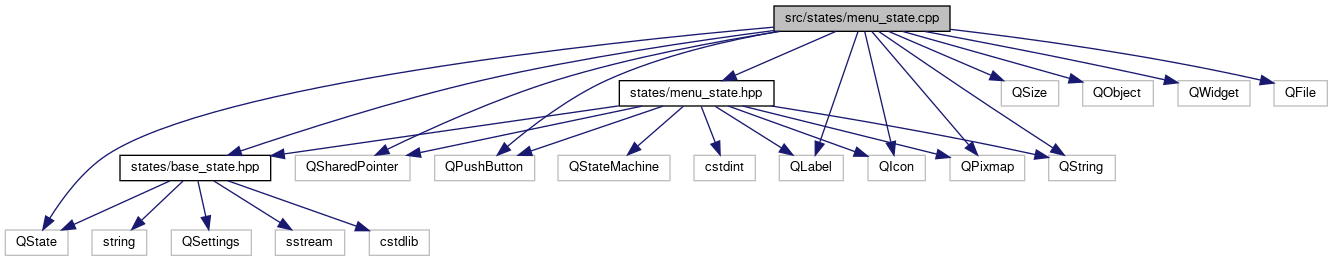 src/states/menu_state.cpp
states/menu_state.hpp
QSize
QObject
QWidget
QFile
states/base_state.hpp
QSharedPointer
QPushButton
QStateMachine
cstdint
QLabel
QIcon
QPixmap
QString
QState
string
QSettings
sstream
cstdlib